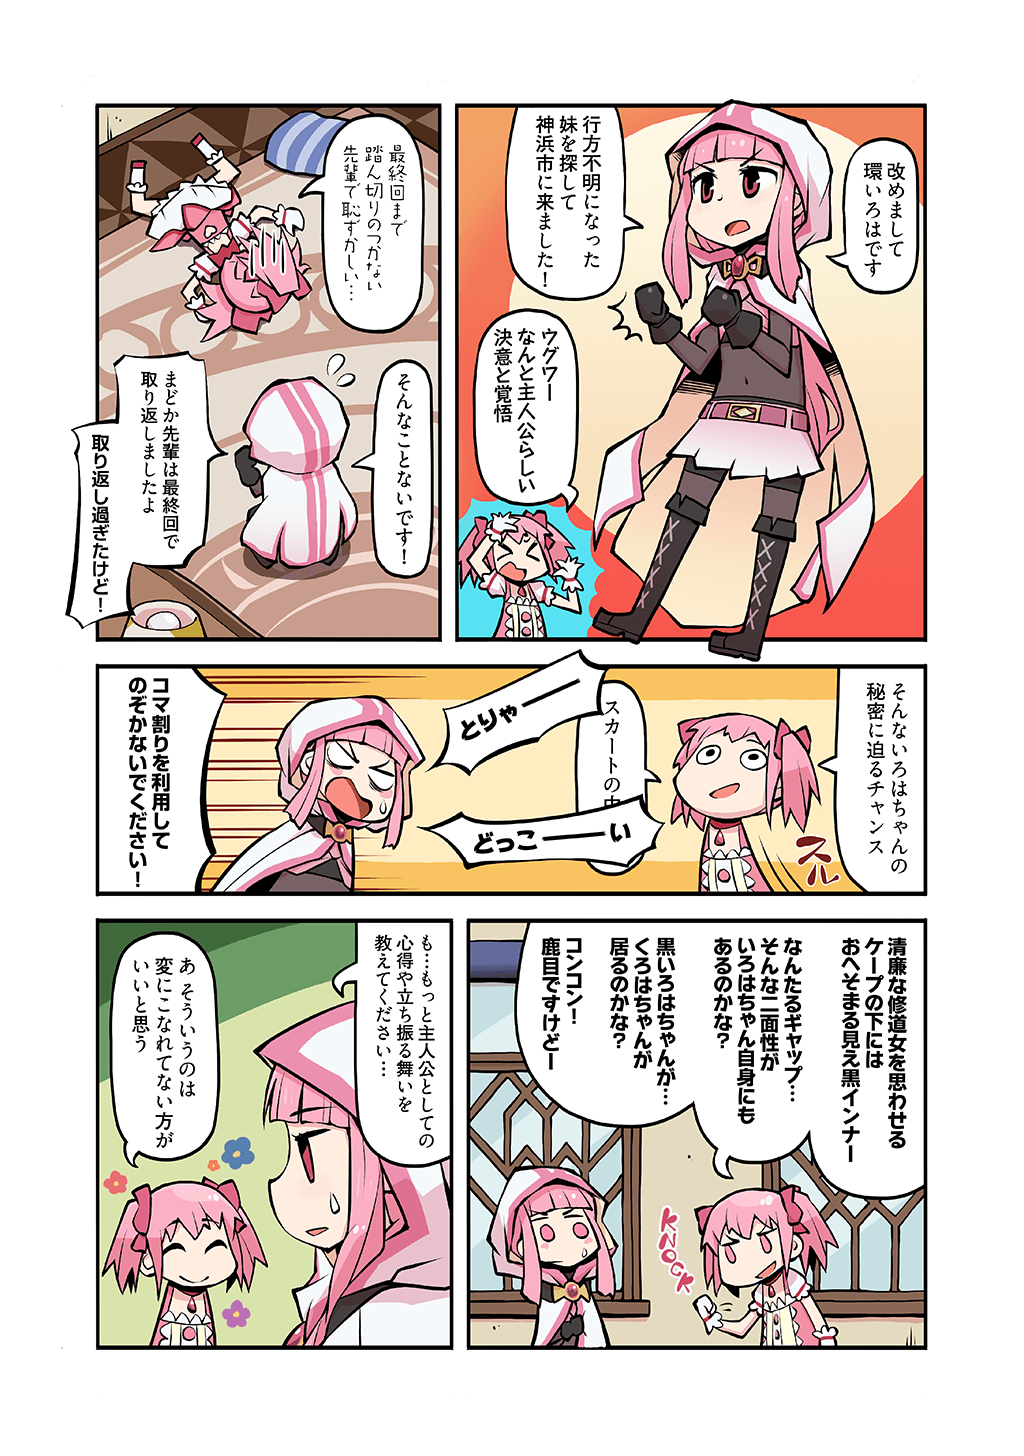 改めまして
環いろはです
行方不明になった
妹を探して
神浜市に来ました！
ウグワー
なんと主人公らしい
決意と覚悟
最終回まで
踏ん切りのつかない
先輩で恥ずかしい…
そんなことないです！
まどか先輩は最終回で
取り返しましたよ
取り返し過ぎたけど！
そんないろはちゃんの
秘密に迫るチャンス
スル
スカートの中
とりゃーー
どっこーーい
コマ割りを利用して
のぞかないでください！
清廉な修道女を思わせる
ケープの下には
おへそまる見え黒インナー
なんたるギャップ…
そんな二面性が
いろはちゃん自身にも
あるのかな？
黒いろはちゃんが…
くろはちゃんが
居るのかな？
コンコン！
鹿目ですけどー
KNOCK
も…もっと主人公としての
心得や立ち振る舞いを
教えてください…
あ そういうのは
変にこなれてない方が
いいと思う